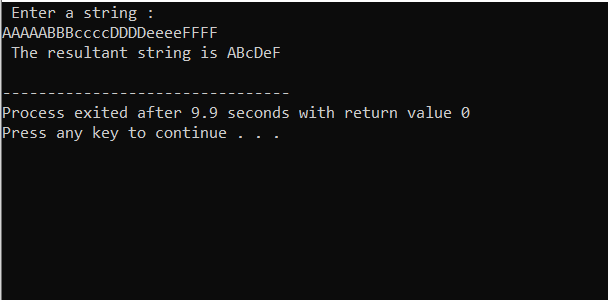 Enter a string :
AAAAABBBccccDDDDeeeeFFFF
The resultant string is ABcDeF
--------------------------------
Process exited after 9.9 seconds with return value 0
Press any key to continue . . .